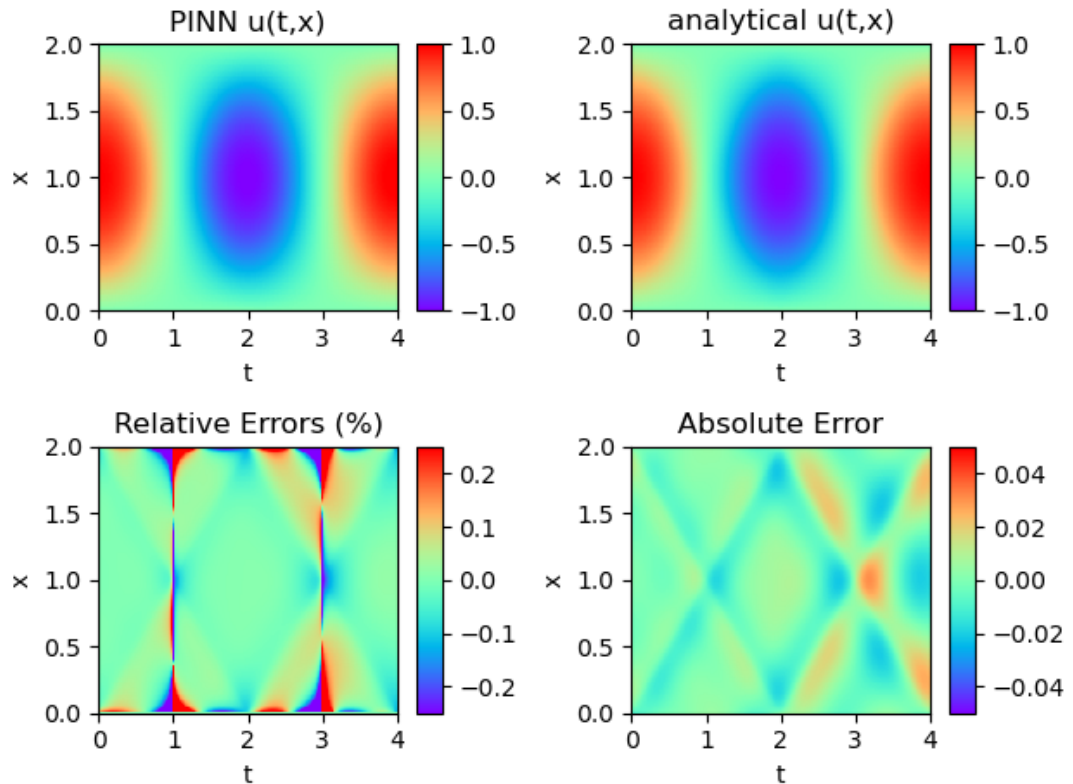 PINN u(t,x)
2.0
1.5
1.0
0.5
0.0
x
0 1 2 3 4
t
1.0
0.5
0.0
−0.5
−1.0
analytical u(t,x)
2.0
1.5
1.0
0.5
0.0
x
0 1 2 3 4
t
1.0
0.5
0.0
−0.5
−1.0
Relative Errors (%)
2.0
1.5
1.0
0.5
0.0
x
0 1 2 3 4
t
0.2
0.1
0.0
−0.1
−0.2
Absolute Error
2.0
1.5
1.0
0.5
0.0
x
0 1 2 3 4
t
0.04
0.02
0.00
−0.02
−0.04